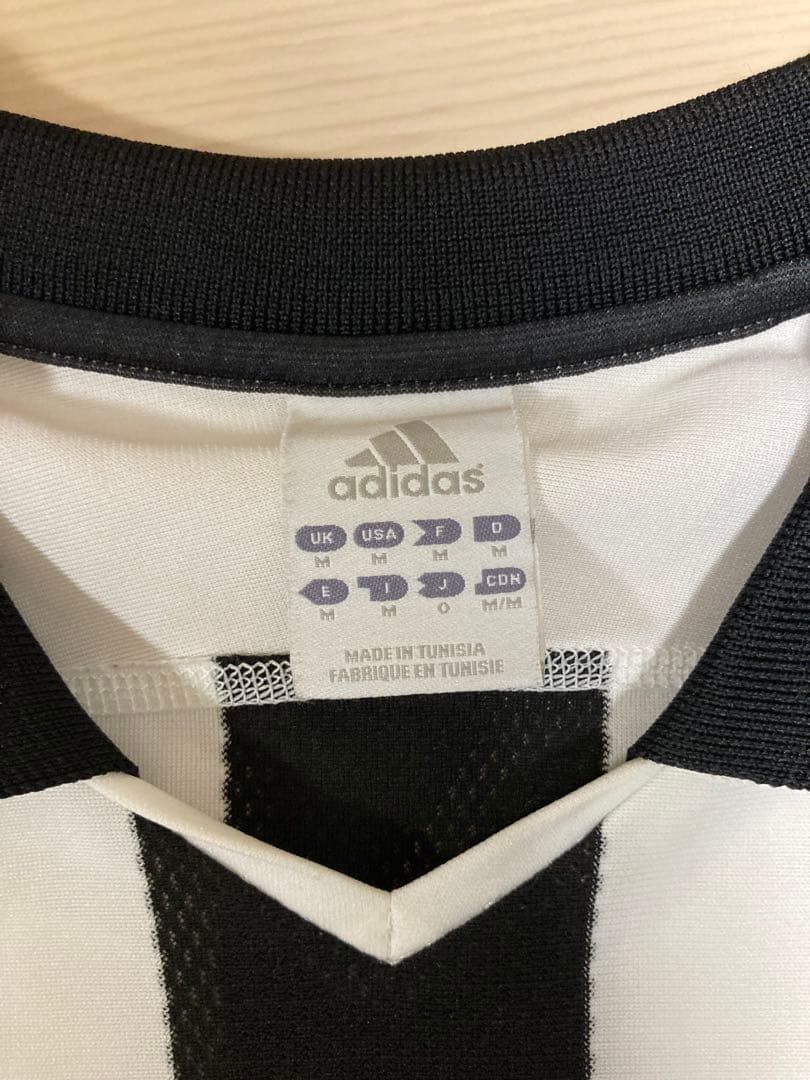 adidas
UK USA F D
M M M M
E I J CDN
M M O M/M
MADE IN TUNISIA
FABRIQUE EN TUNISIE